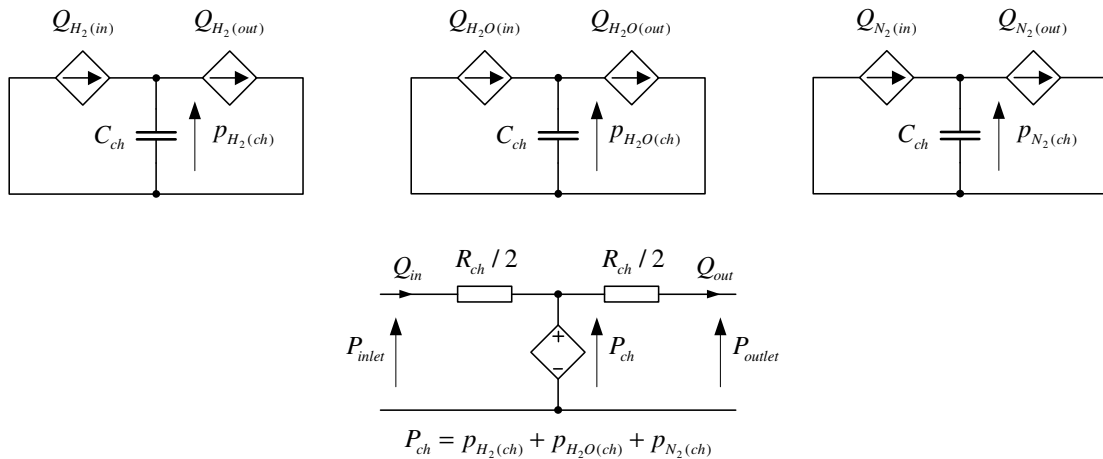 Q_{H_2(in)} Q_{H_2(out)} Q_{H_2O(in)} Q_{H_2O(out)} Q_{N_2(in)} Q_{N_2(out)}
C_{ch} p_{H_2(ch)} C_{ch} p_{H_2O(ch)} C_{ch} p_{N_2(ch)}
Q_{in} R_{ch} / 2 R_{ch} / 2 Q_{out}
P_{inlet} + − P_{ch} P_{outlet}
P_{ch} = p_{H_2(ch)} + p_{H_2O(ch)} + p_{N_2(ch)}